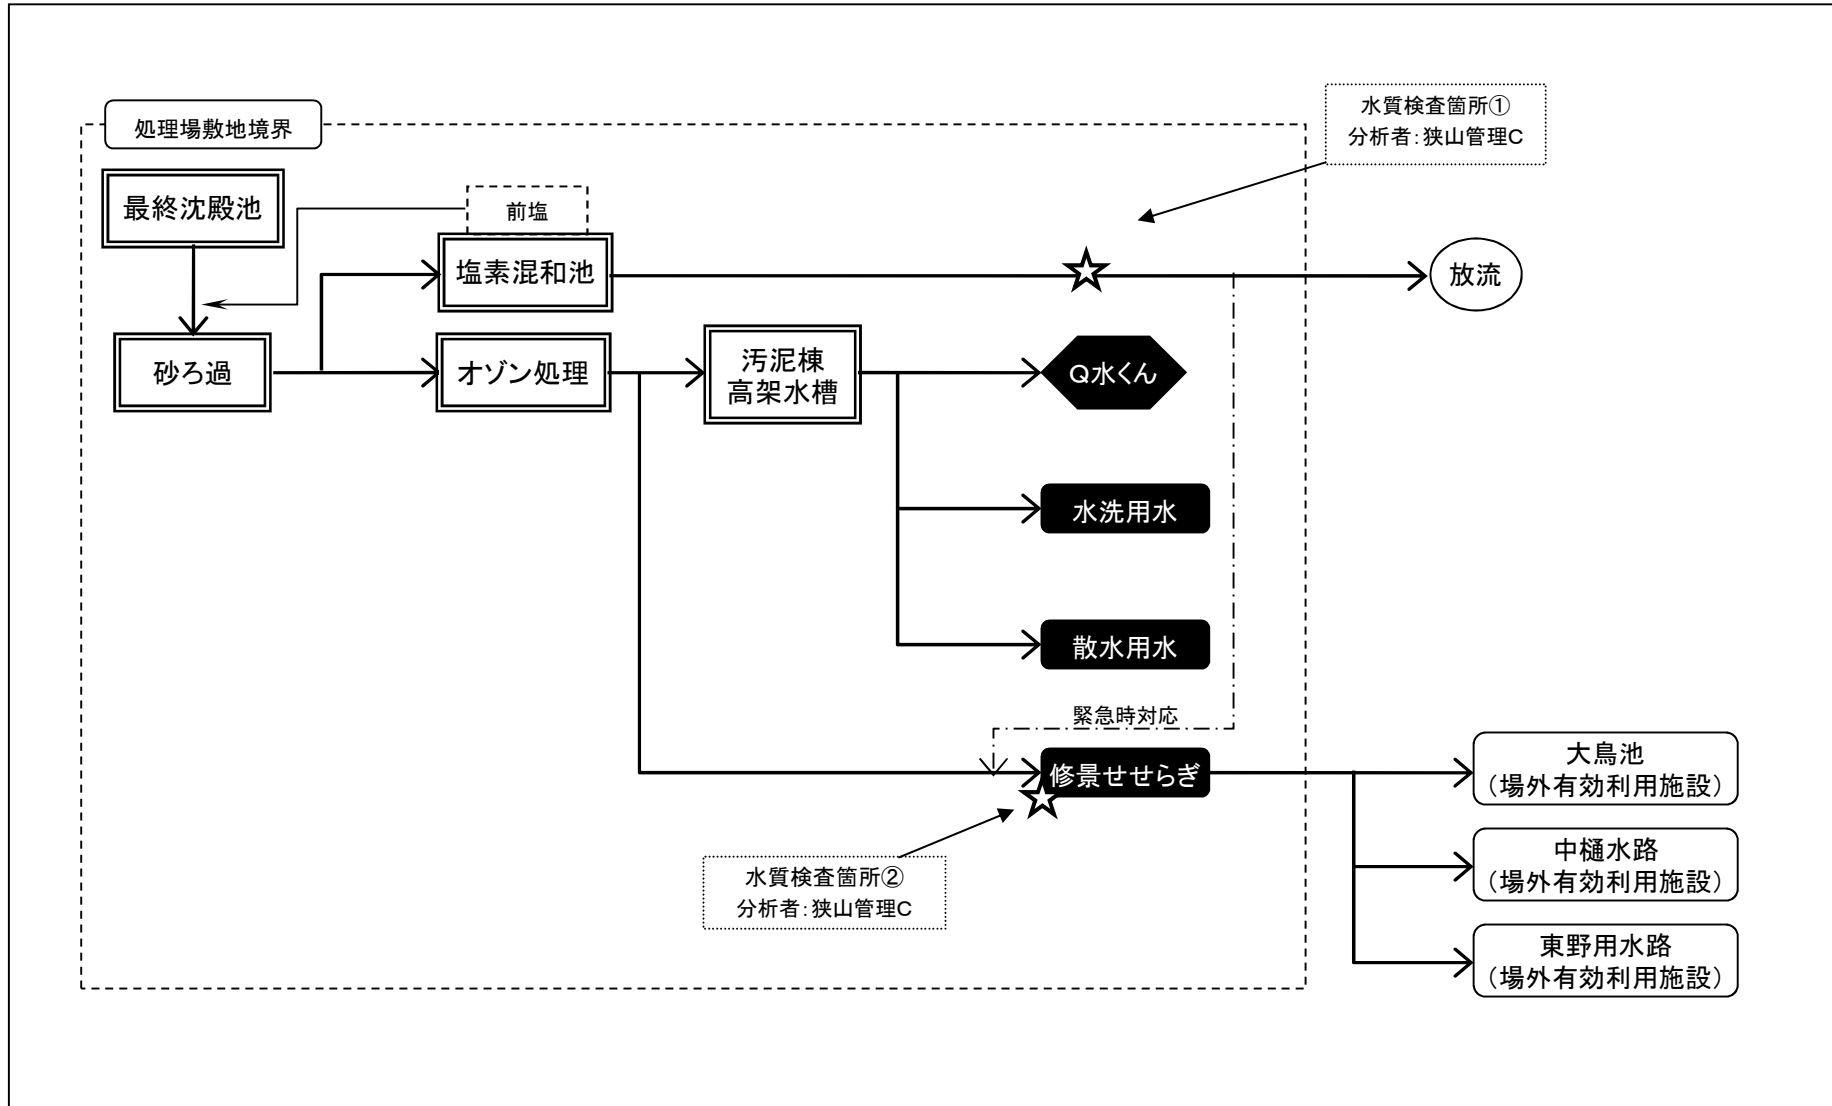 水質検査箇所①
分析者：狭山管理C
処理場敷地境界
最終沈殿池
前塩
塩素混和池
放流
砂ろ過
オゾン処理
汚泥棟
高架水槽
Q水くん
水洗用水
散水用水
緊急時対応
修景せせらぎ
水質検査箇所②
分析者：狭山管理C
大鳥池
（場外有効利用施設）
中樋水路
（場外有効利用施設）
東野用水路
（場外有効利用施設）